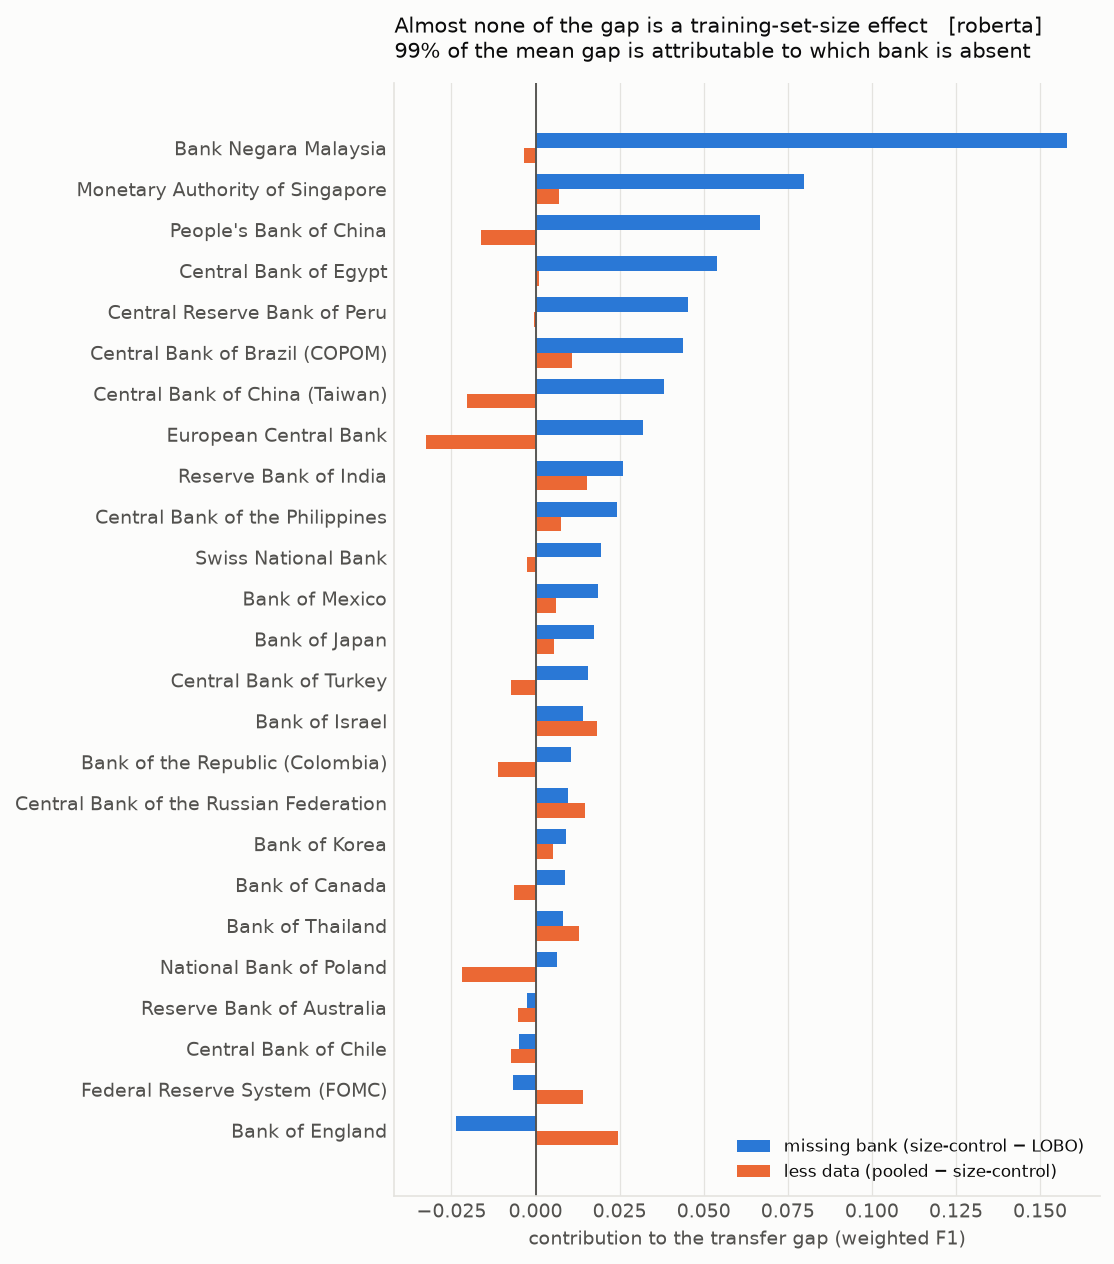 Almost none of the gap is a training-set-size effect [roberta]
99% of the mean gap is attributable to which bank is absent
Bank Negara Malaysia
Monetary Authority of Singapore
People's Bank of China
Central Bank of Egypt
Central Reserve Bank of Peru
Central Bank of Brazil (COPOM)
Central Bank of China (Taiwan)
European Central Bank
Reserve Bank of India
Central Bank of the Philippines
Swiss National Bank
Bank of Mexico
Bank of Japan
Central Bank of Turkey
Bank of Israel
Bank of the Republic (Colombia)
Central Bank of the Russian Federation
Bank of Korea
Bank of Canada
Bank of Thailand
National Bank of Poland
Reserve Bank of Australia
Central Bank of Chile
Federal Reserve System (FOMC)
Bank of England
missing bank (size-control − LOBO)
less data (pooled − size-control)
−0.025 0.000 0.025 0.050 0.075 0.100 0.125 0.150
contribution to the transfer gap (weighted F1)